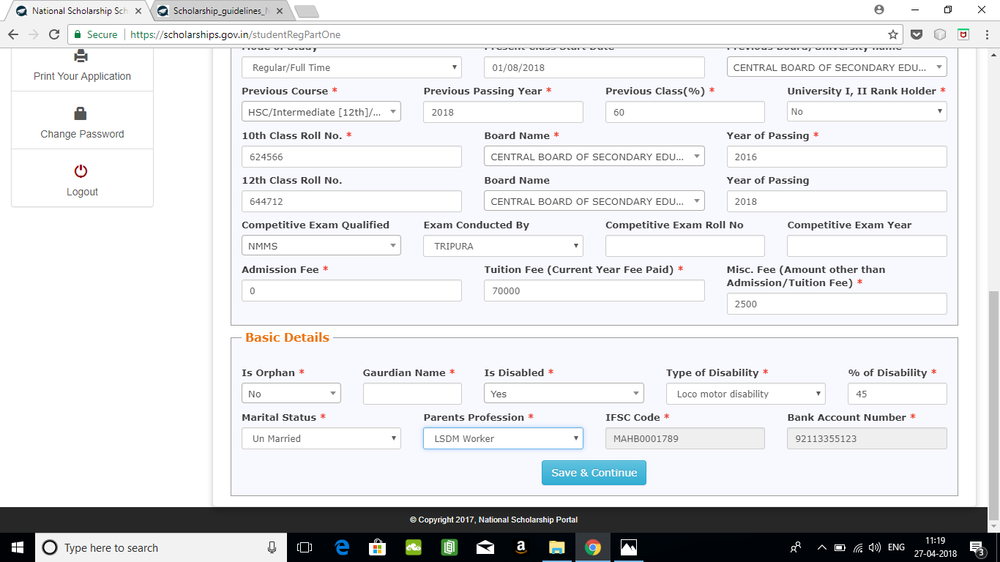 National Scholarship Sch
Scholarship_guidelines_
Secure https://scholarships.gov.in/studentRegPartOne
Mode of Study Present Class Start Date Previous Board/University name
Print Your Application
Change Password
Logout
Regular/Full Time 01/08/2018 CENTRAL BOARD OF SECONDARY EDU...
Previous Course * Previous Passing Year * Previous Class(%) * University I, II Rank Holder *
HSC/Intermediate [12th]/... 2018 60 No
10th Class Roll No. * Board Name * Year of Passing *
624566 CENTRAL BOARD OF SECONDARY EDU... 2016
12th Class Roll No. Board Name Year of Passing
644712 CENTRAL BOARD OF SECONDARY EDU... 2018
Competitive Exam Qualified Exam Conducted By Competitive Exam Roll No Competitive Exam Year
NMMS TRIPURA
Admission Fee * Tuition Fee (Current Year Fee Paid) * Misc. Fee (Amount other than
Admission/Tuition Fee) *
0 70000 2500
Basic Details
Is Orphan * Gaurdian Name * Is Disabled * Type of Disability * % of Disability *
No Yes Loco motor disability 45
Marital Status * Parents Profession * IFSC Code * Bank Account Number *
Un Married LSDM Worker MAHB0001789 92113355123
Save & Continue
© Copyright 2017, National Scholarship Portal
Type here to search
ENG 11:19
27-04-2018 3